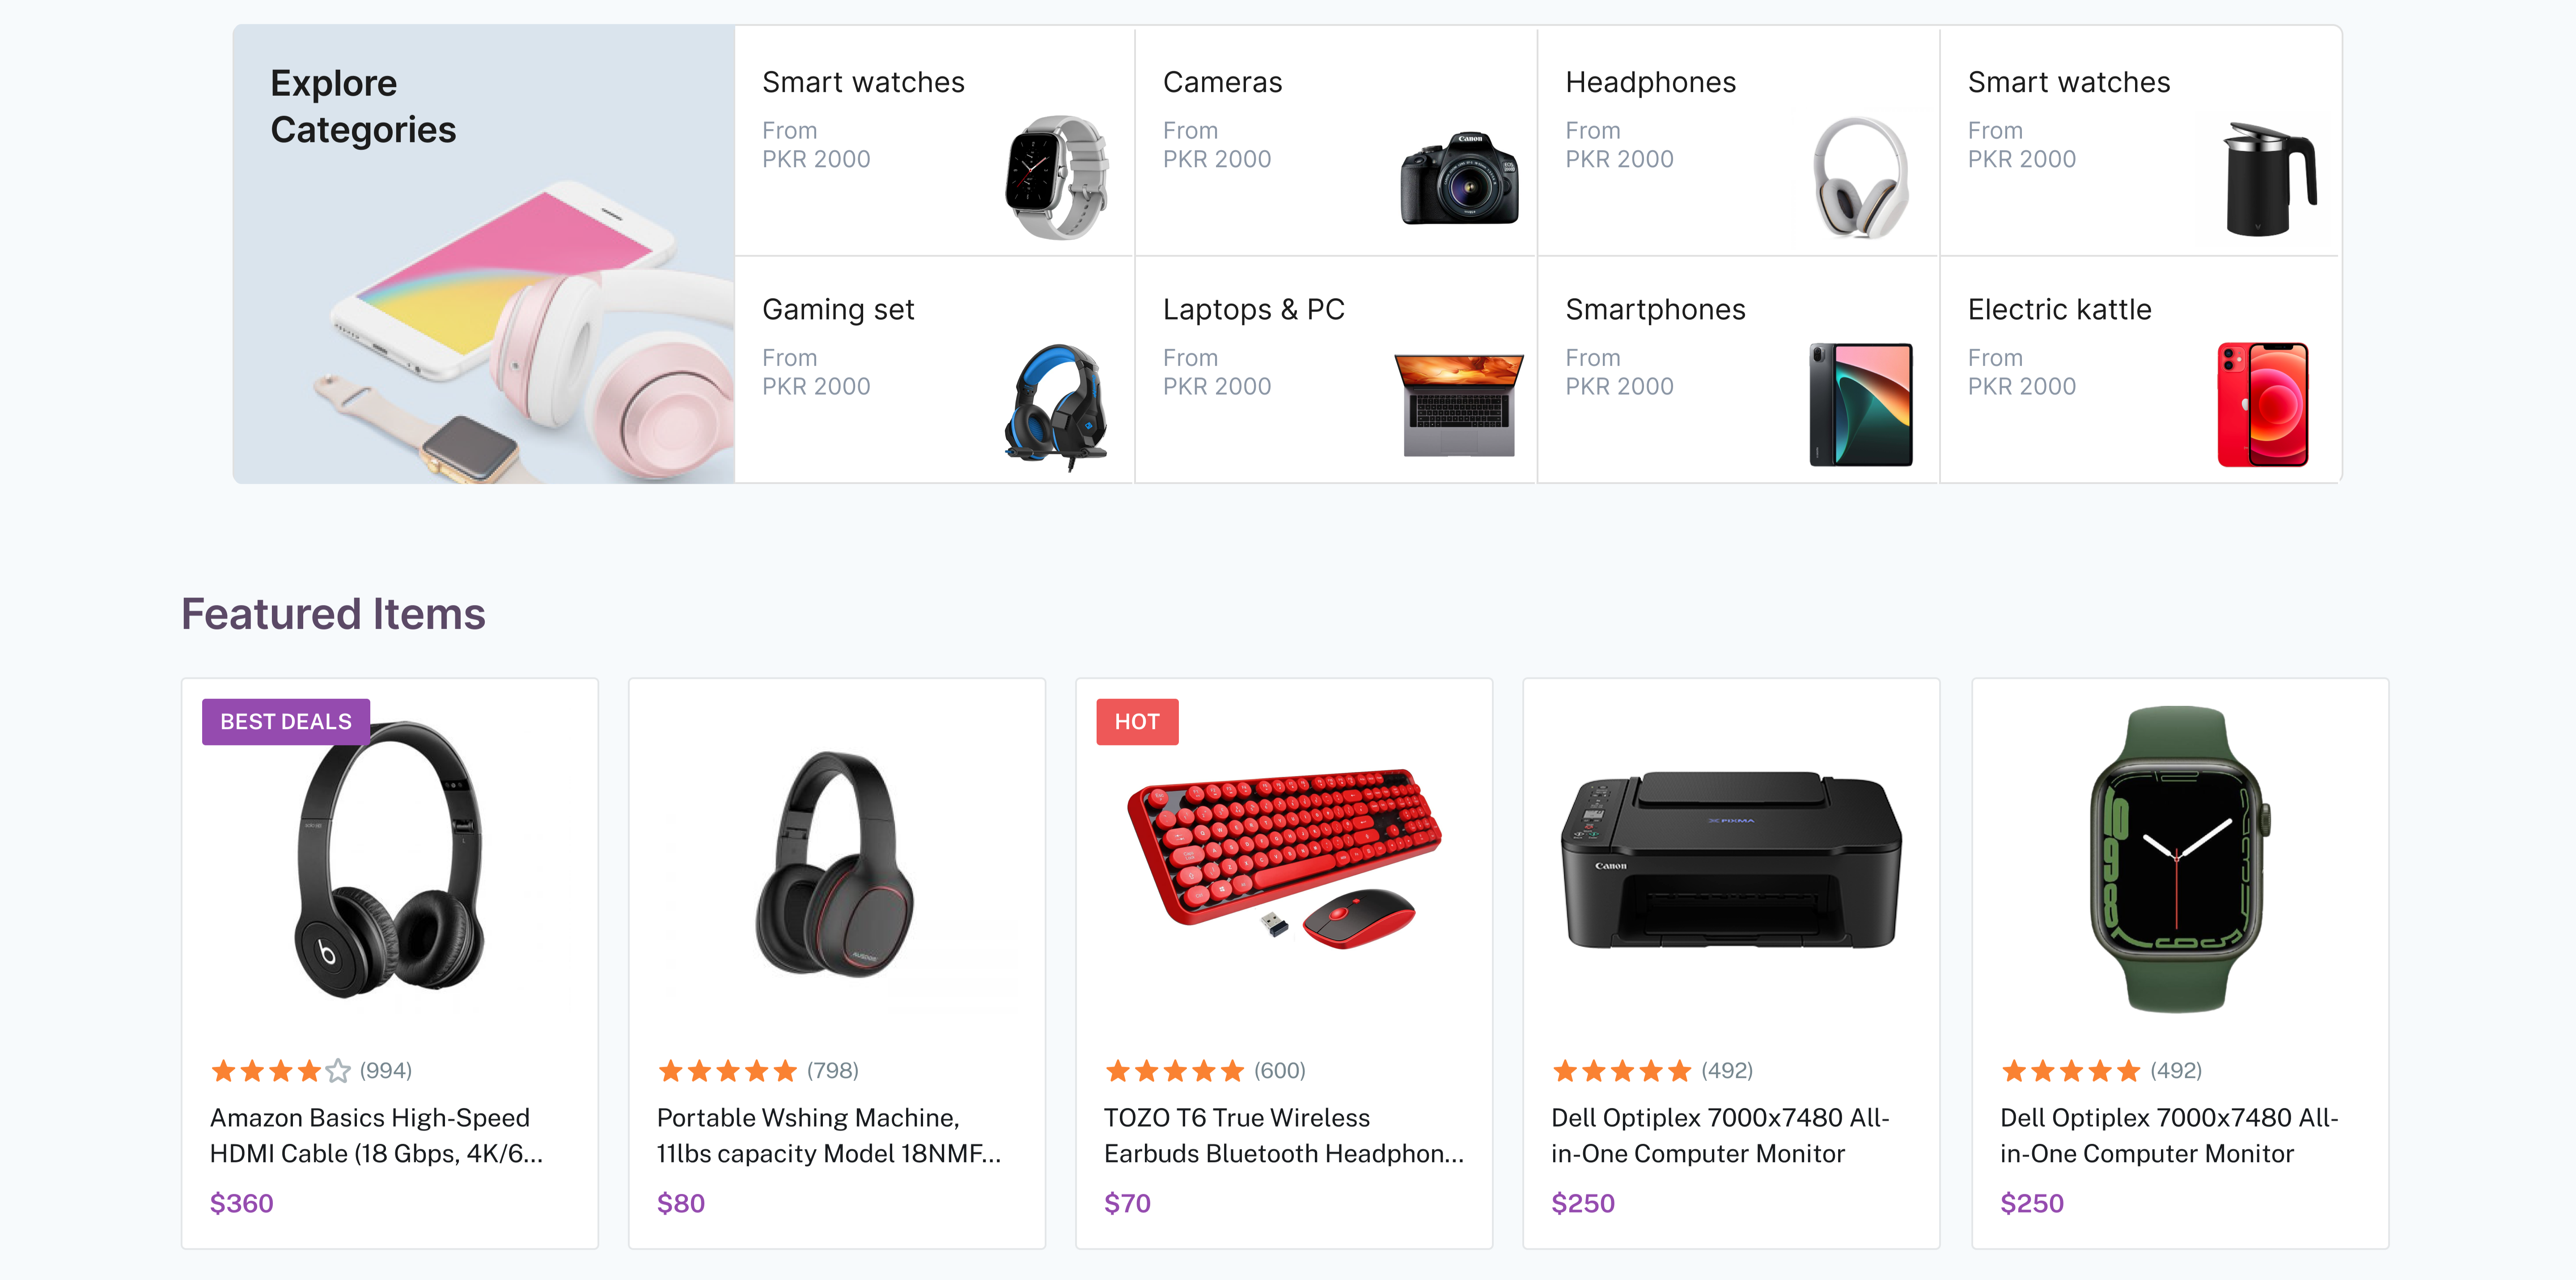 Explore
Categories
Smart watches
From
PKR 2000
Cameras
From
PKR 2000
Canon
Headphones
From
PKR 2000
Smart watches
From
PKR 2000
Gaming set
From
PKR 2000
Laptops & PC
From
PKR 2000
Smartphones
From
PKR 2000
Electric kattle
From
PKR 2000
Featured Items
BEST DEALS
(994)
Amazon Basics High-Speed
HDMI Cable (18 Gbps, 4K/6...
$360
(798)
Portable Wshing Machine,
11lbs capacity Model 18NMF...
$80
HOT
(600)
TOZO T6 True Wireless
Earbuds Bluetooth Headphon...
$70
PIXMA
Canon
(492)
Dell Optiplex 7000x7480 All-
in-One Computer Monitor
$250
(492)
Dell Optiplex 7000x7480 All-
in-One Computer Monitor
$250